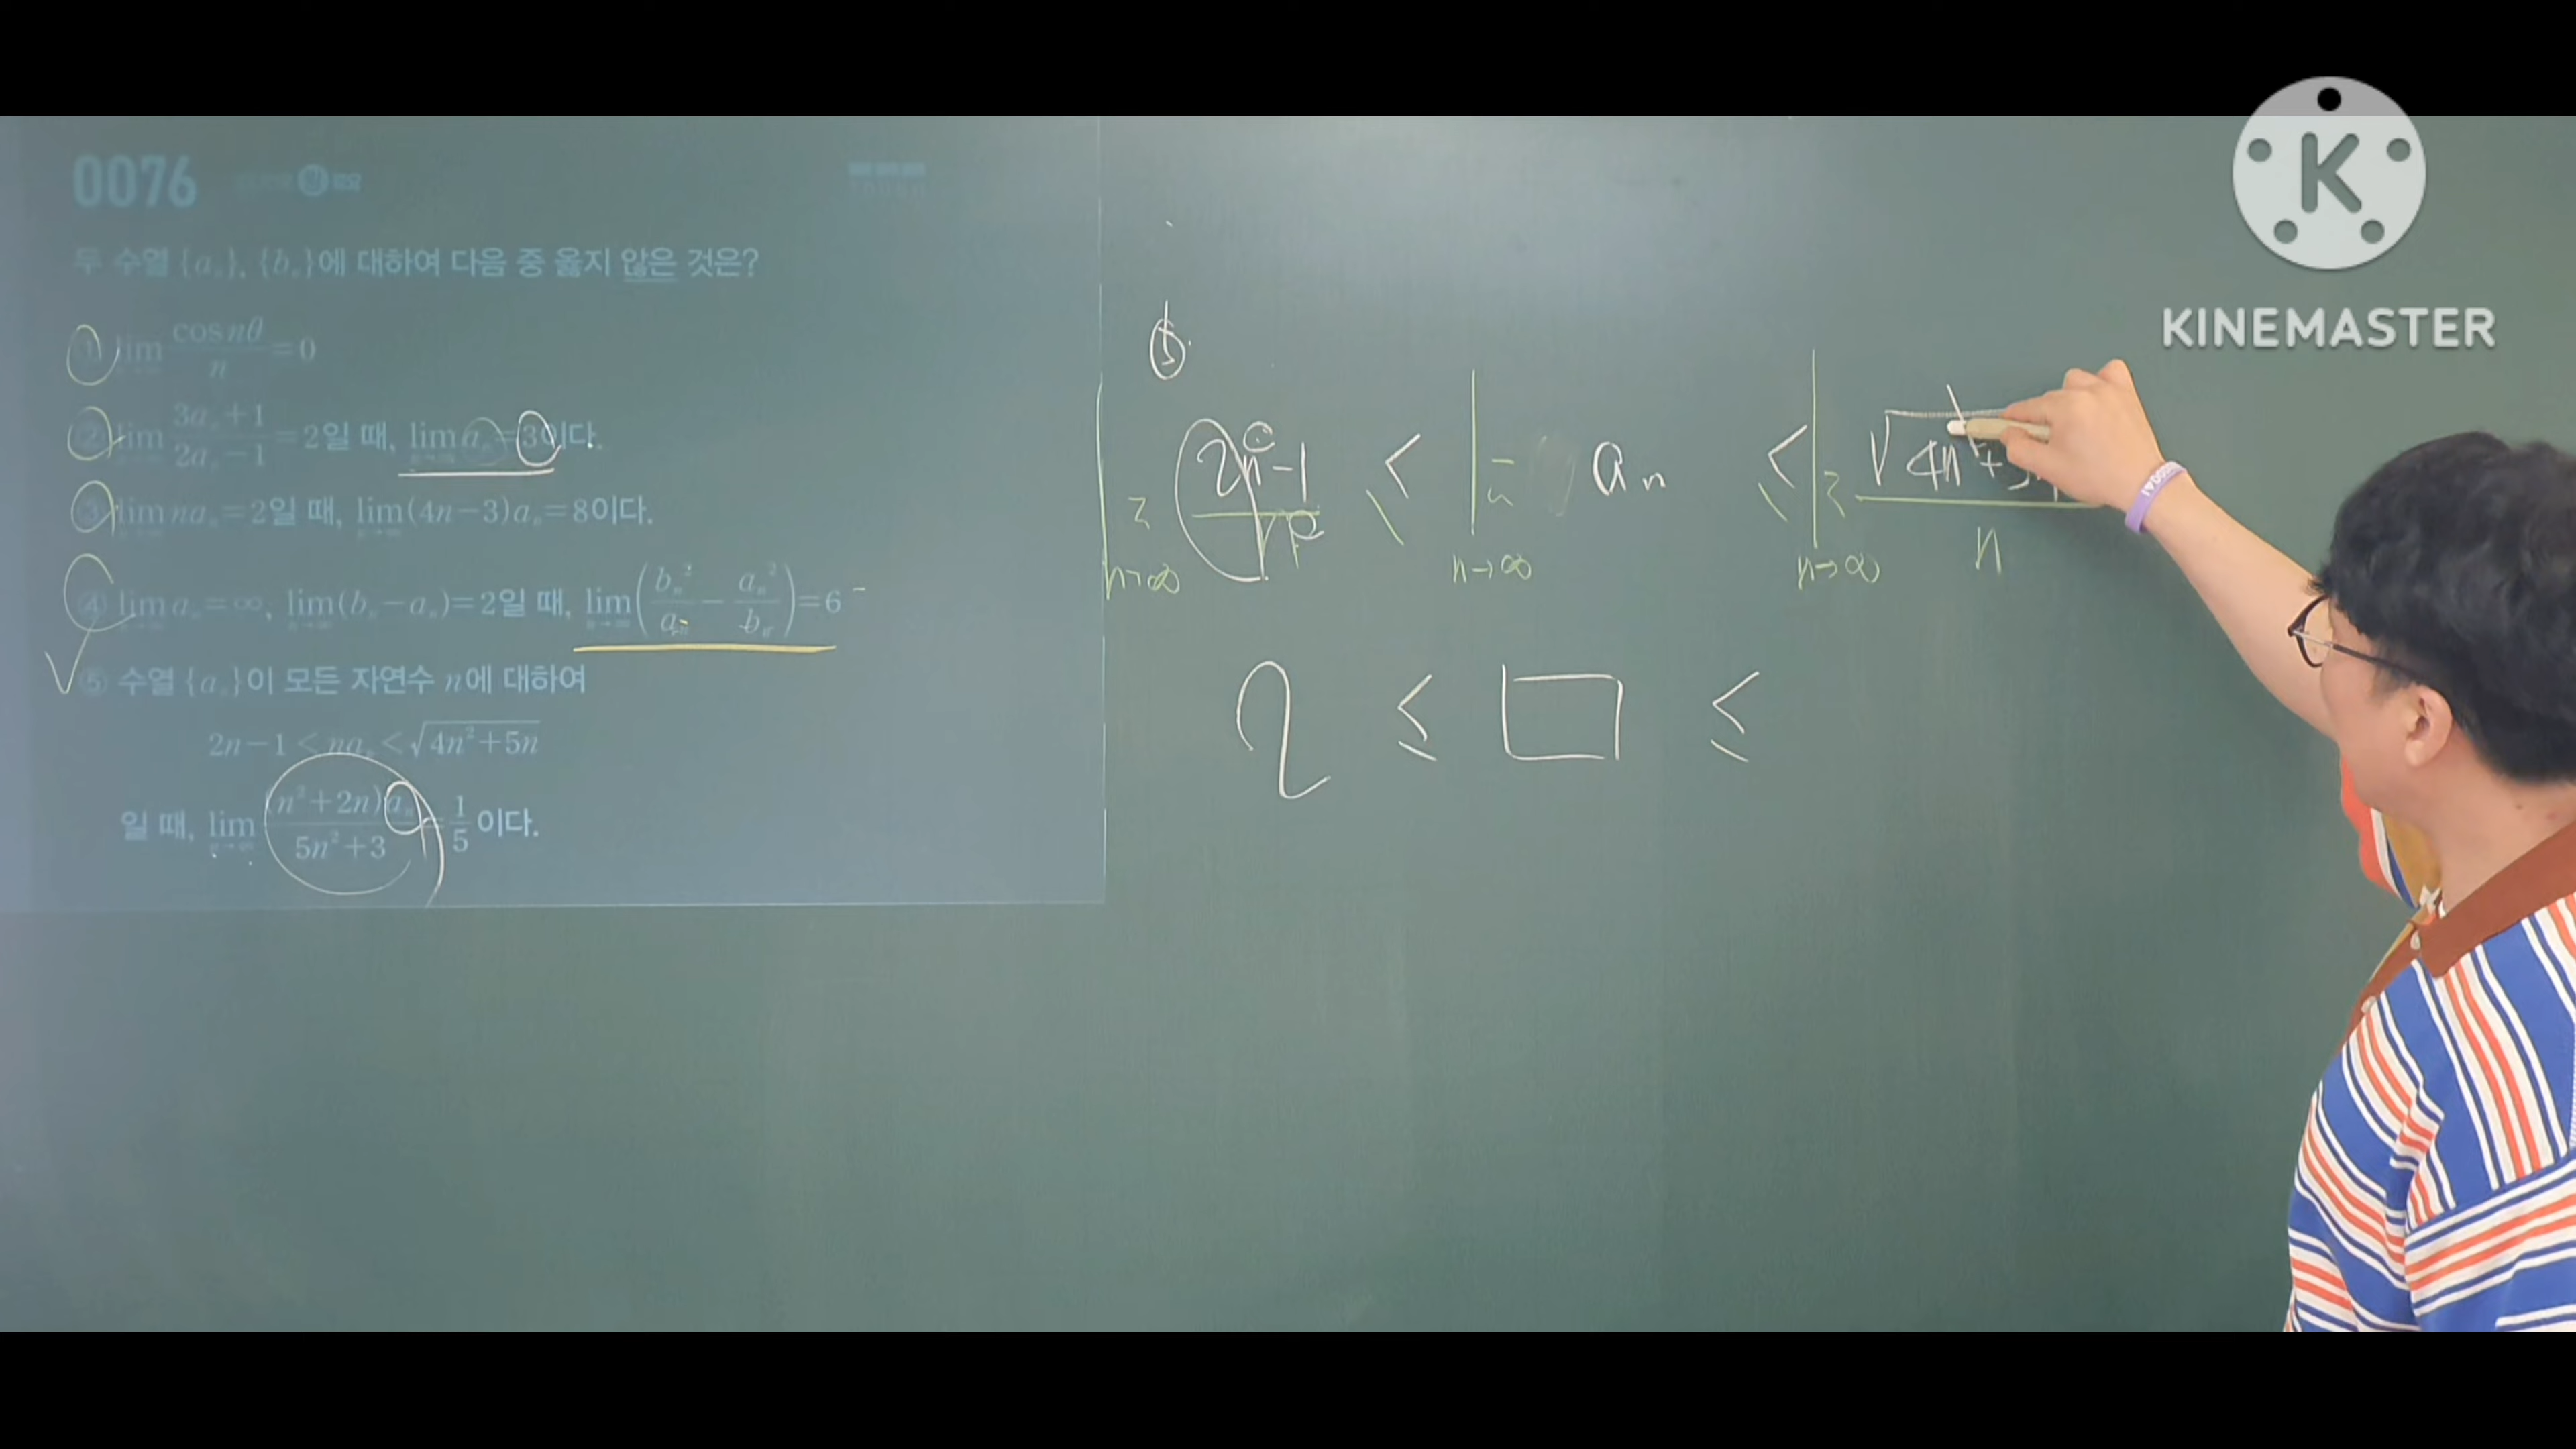 0076
두 수열 {aₙ}, {bₙ}에 대하여 다음 중 옳지 않은 것은?
① lim n→∞ cos nθ / n = 0
② lim n→∞ (3aₙ+1)/(2aₙ−1) = 2일 때, lim n→∞ aₙ = 3이다.
③ lim n→∞ naₙ = 2일 때, lim n→∞ (4n−3)aₙ = 8이다.
④ lim n→∞ aₙ = ∞, lim n→∞ (bₙ−aₙ) = 2일 때, lim n→∞ (bₙ²/aₙ − aₙ²/bₙ) = 6
⑤ 수열 {aₙ}이 모든 자연수 n에 대하여
2n−1 < naₙ < √(4n²+5n)
일 때, lim n→∞ (n²+2n)aₙ / (5n²+3) = 1/5 이다.
⑤
n→∞ (2n−1)/n < n→∞ aₙ < n→∞ √(4n²+5n)/n
2 ≤ □ ≤
K
KINEMASTER